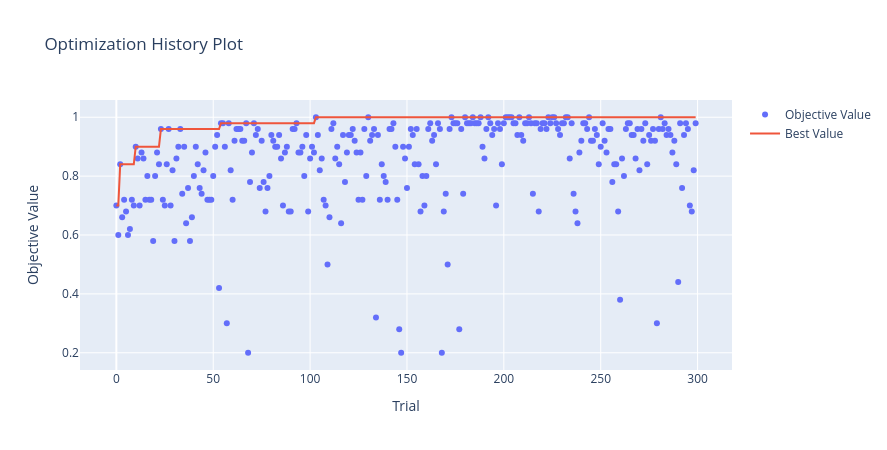 Optimization History Plot
Objective Value
Best Value
1
0.8
0.6
0.4
0.2
Objective Value
0
50
100
150
200
250
300
Trial